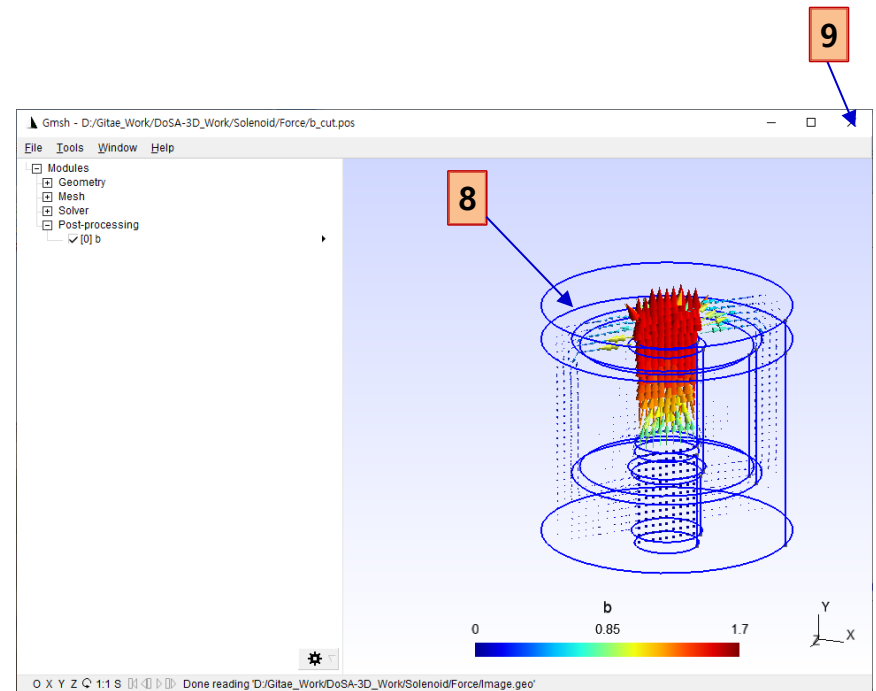 9
Gmsh - D:/Gitae_Work/DoSA-3D_Work/Solenoid/Force/b_cut.pos
File Tools Window Help
Modules
Geometry
Mesh
Solver
Post-processing
[0] b
8
b
0 0.85 1.7
Y
Z X
O X Y Z 1:1 S Done reading 'D:/Gitae_Work/DoSA-3D_Work/Solenoid/Force/Image.geo'